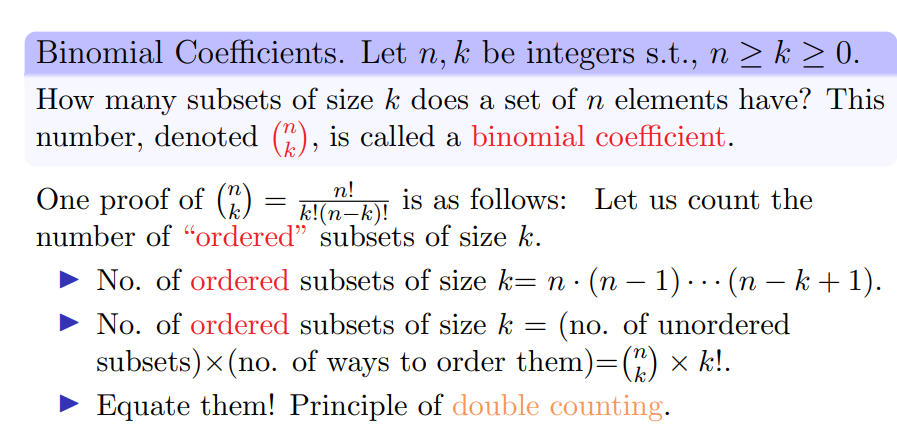 Binomial Coefficients. Let $n, k$ be integers s.t., $n \geq k \geq 0$.
How many subsets of size $k$ does a set of $n$ elements have? This
number, denoted $\binom{n}{k}$, is called a binomial coefficient.
One proof of $\binom{n}{k} = \frac{n!}{k!(n-k)!}$ is as follows: Let us count the
number of “ordered” subsets of size $k$.
▶ No. of ordered subsets of size $k = n \cdot (n-1) \cdots (n-k+1)$.
▶ No. of ordered subsets of size $k$ = (no. of unordered
subsets)×(no. of ways to order them)=$\binom{n}{k} \times k!$.
▶ Equate them! Principle of double counting.